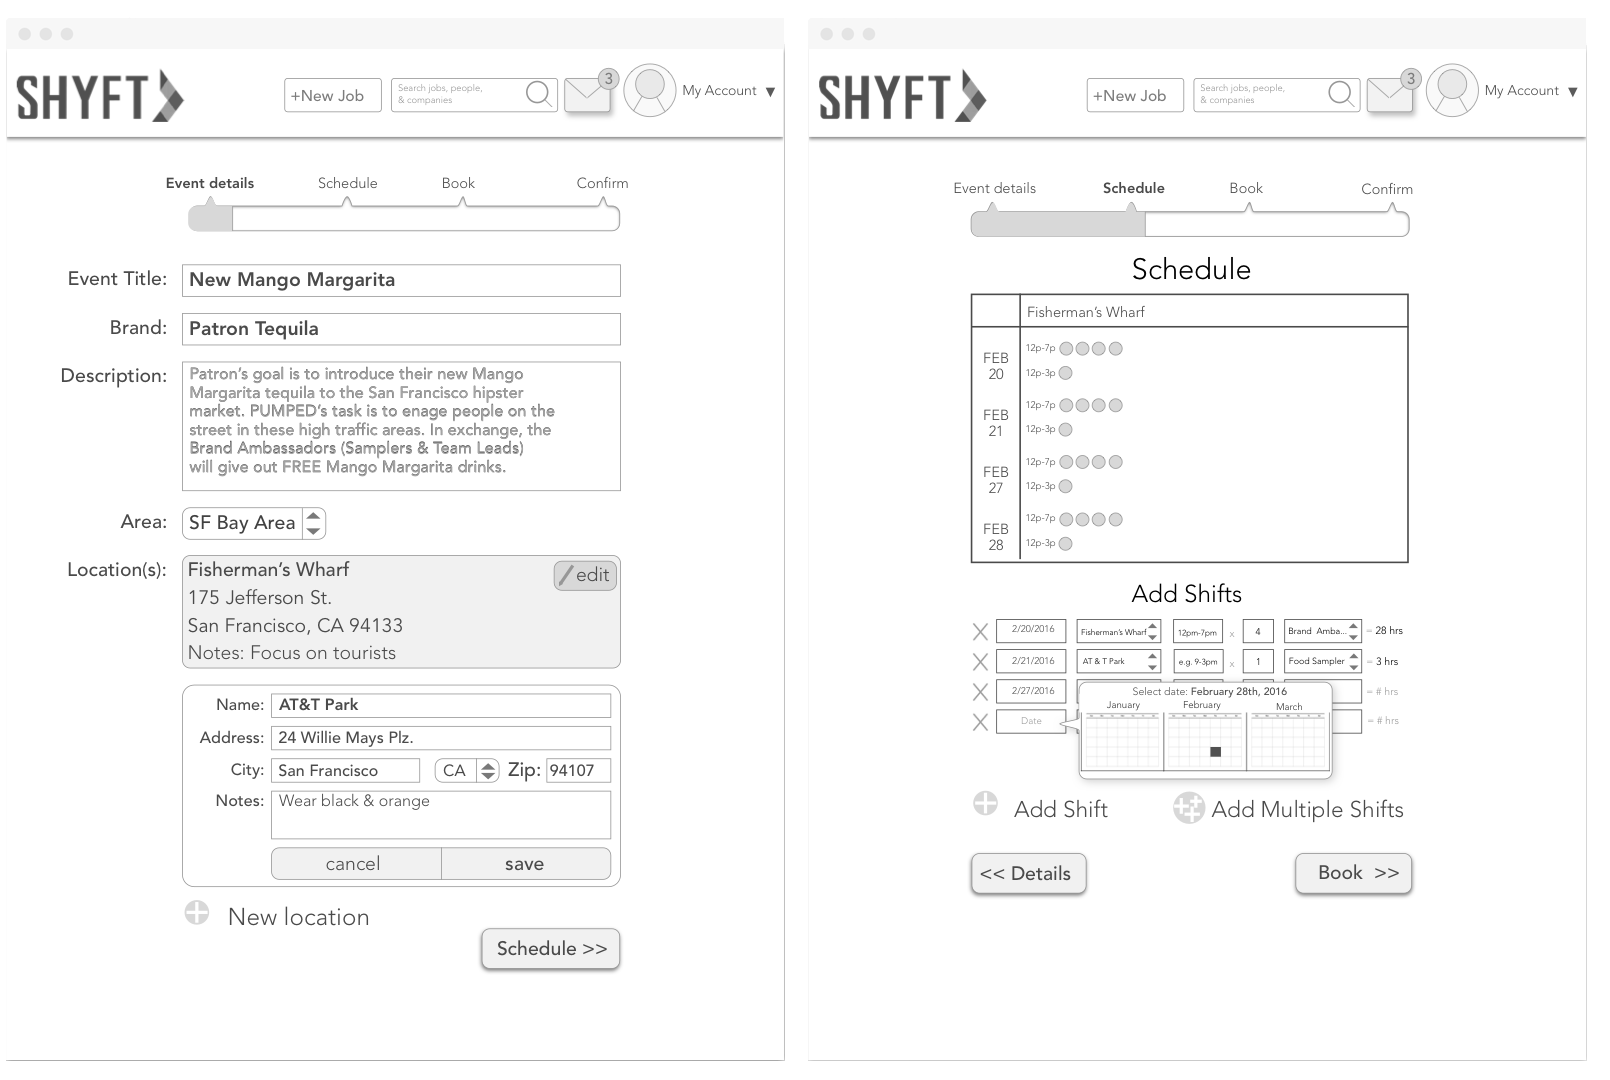 SHYFT
+New Job
Search jobs, people,
& companies
3
My Account ▼
Event details Schedule Book Confirm
Event Title: New Mango Margarita
Brand: Patron Tequila
Description: Patron's goal is to introduce their new Mango
Margarita tequila to the San Francisco hipster
market. PUMPED's task is to enage people on the
street in these high traffic areas. In exchange, the
Brand Ambassadors (Samplers & Team Leads)
will give out FREE Mango Margarita drinks.
Area: SF Bay Area
Location(s): Fisherman's Wharf
edit
175 Jefferson St.
San Francisco, CA 94133
Notes: Focus on tourists
Name: AT&T Park
Address: 24 Willie Mays Plz.
City: San Francisco CA Zip: 94107
Notes: Wear black & orange
cancel save
New location
Schedule >>
SHYFT
+New Job
Search jobs, people,
& companies
3
My Account ▼
Event details Schedule Book Confirm
Schedule
Fisherman's Wharf
FEB
20
12p-7p
12p-3p
FEB
21
12p-7p
12p-3p
FEB
27
12p-7p
12p-3p
FEB
28
12p-7p
12p-3p
Add Shifts
X 2/20/2016 Fisherman's Wharf 12pm-7pm x 4 Brand Amba... = 28 hrs
X 2/21/2016 AT & T Park e.g. 9-3pm x 1 Food Sampler = 3 hrs
X 2/27/2016 = # hrs
X Date = # hrs
Select date: February 28th, 2016
January February March
Add Shift Add Multiple Shifts
<< Details Book >>